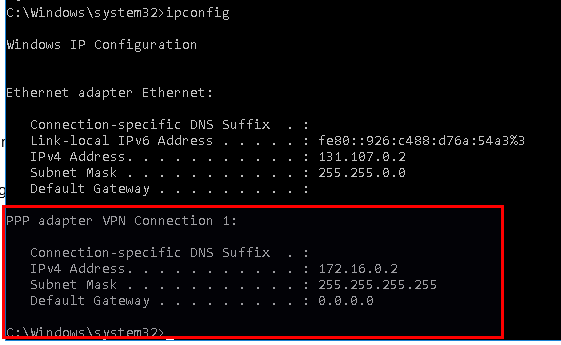 C:\Windows\system32>ipconfig
Windows IP Configuration
Ethernet adapter Ethernet:
Connection-specific DNS Suffix . :
Link-local IPv6 Address . . . . . : fe80::926:c488:d76a:54a3%3
IPv4 Address. . . . . . . . . . . : 131.107.0.2
Subnet Mask . . . . . . . . . . . : 255.255.0.0
Default Gateway . . . . . . . . . :
PPP adapter VPN Connection 1:
Connection-specific DNS Suffix . :
IPv4 Address. . . . . . . . . . . : 172.16.0.2
Subnet Mask . . . . . . . . . . . : 255.255.255.255
Default Gateway . . . . . . . . . : 0.0.0.0
C:\Windows\system32>_